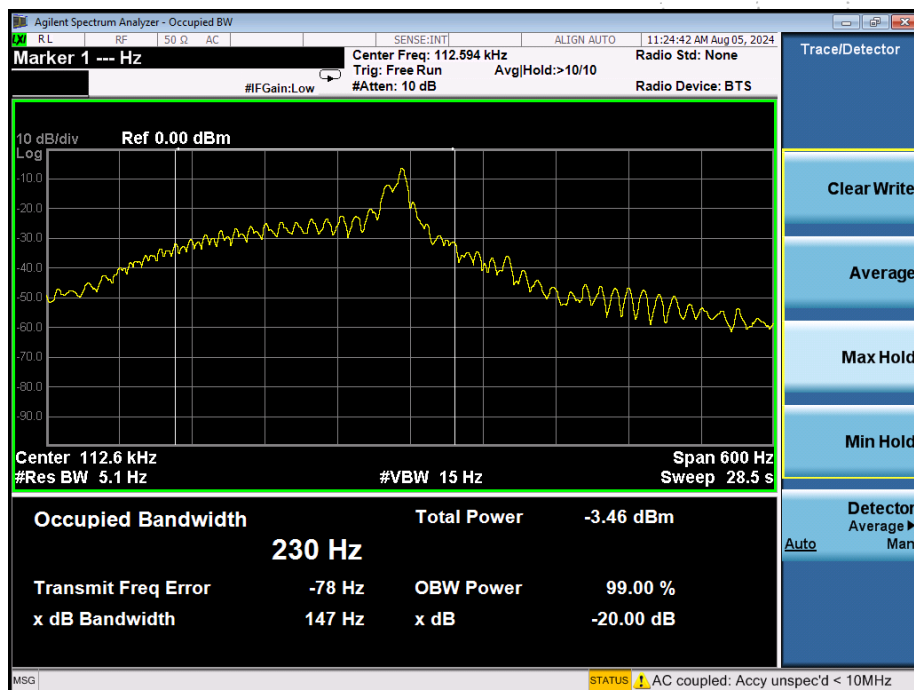 Agilent Spectrum Analyzer - Occupied BW
LXI RL RF 50 Ω AC SENSE:INT ALIGN AUTO 11:24:42 AM Aug 05, 2024
Marker 1 --- Hz
Center Freq: 112.594 kHz
Radio Std: None
Trig: Free Run Avg|Hold:>10/10
#IFGain:Low
#Atten: 10 dB
Radio Device: BTS
10 dB/div Ref 0.00 dBm
Log
-10.0
-20.0
-30.0
-40.0
-50.0
-60.0
-70.0
-80.0
-90.0
Center 112.6 kHz Span 600 Hz
#Res BW 5.1 Hz #VBW 15 Hz Sweep 28.5 s
Occupied Bandwidth Total Power -3.46 dBm
230 Hz
Transmit Freq Error -78 Hz OBW Power 99.00 %
x dB Bandwidth 147 Hz x dB -20.00 dB
Trace/Detector
Clear Write
Average
Max Hold
Min Hold
Detector
Average
Auto Man
MSG STATUS AC coupled: Accy unspec'd < 10MHz